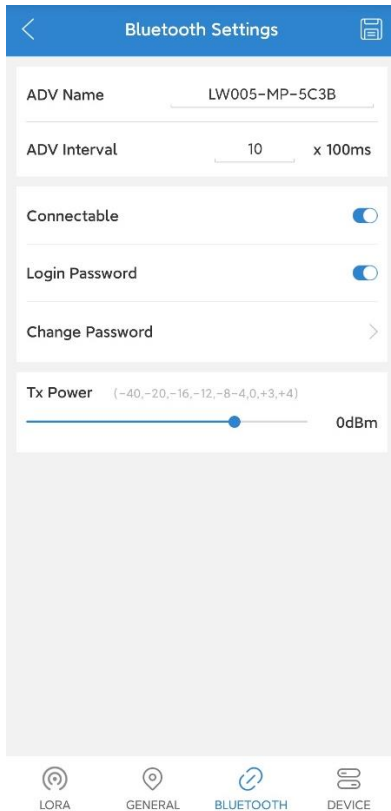 Bluetooth Settings
ADV Name LW005-MP-5C3B
ADV Interval 10 x 100ms
Connectable
Login Password
Change Password
Tx Power (-40,-20,-16,-12,-8-4,0,+3,+4)
0dBm
LORA GENERAL BLUETOOTH DEVICE